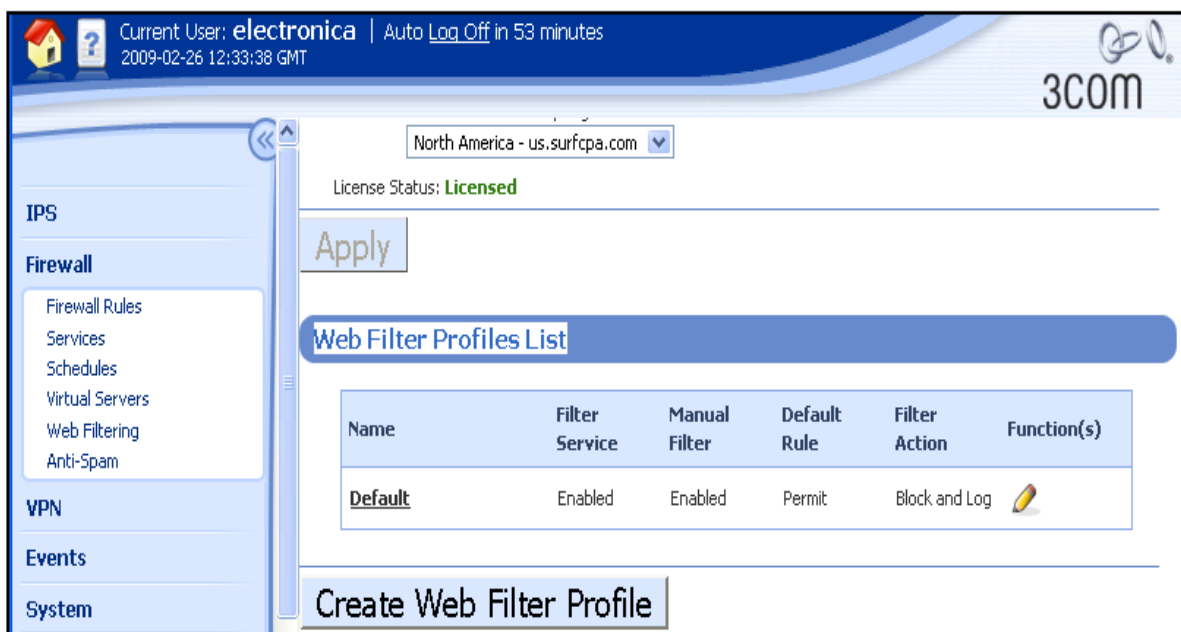 Current User: electronica | Auto Log Off in 53 minutes
2009-02-26 12:33:38 GMT
3COM
North America - us.surfcpa.com
License Status: Licensed
Apply
IPS
Firewall
Firewall Rules
Services
Schedules
Virtual Servers
Web Filtering
Anti-Spam
VPN
Events
System
Web Filter Profiles List
Name Filter Service Manual Filter Default Rule Filter Action Function(s)
Default Enabled Enabled Permit Block and Log
Create Web Filter Profile